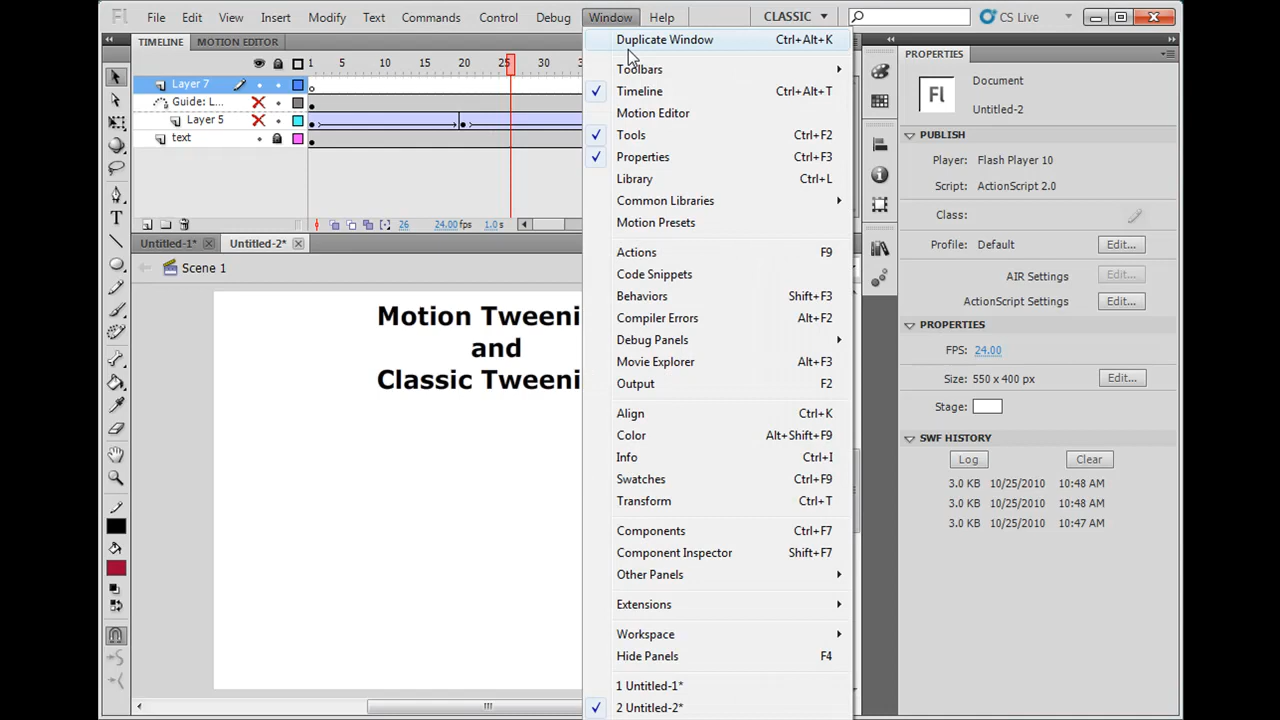 Fl File Edit View Insert Modify Text Commands Control Debug Window Help CLASSIC CS Live
TIMELINE MOTION EDITOR
1 5 10 15 20 25 30 3
Layer 7
Guide: L...
Layer 5
text
26 24.00 fps 1.0 s
Untitled-1* Untitled-2*
Scene 1
Motion Tweeni
and
Classic Tweeni
Duplicate Window Ctrl+Alt+K
Toolbars
Timeline Ctrl+Alt+T
Motion Editor
Tools Ctrl+F2
Properties Ctrl+F3
Library Ctrl+L
Common Libraries
Motion Presets
Actions F9
Code Snippets
Behaviors Shift+F3
Compiler Errors Alt+F2
Debug Panels
Movie Explorer Alt+F3
Output F2
Align Ctrl+K
Color Alt+Shift+F9
Info Ctrl+I
Swatches Ctrl+F9
Transform Ctrl+T
Components Ctrl+F7
Component Inspector Shift+F7
Other Panels
Extensions
Workspace
Hide Panels F4
1 Untitled-1*
2 Untitled-2*
PROPERTIES
Fl
Document
Untitled-2
PUBLISH
Player: Flash Player 10
Script: ActionScript 2.0
Class:
Profile: Default Edit...
AIR Settings Edit...
ActionScript Settings Edit...
PROPERTIES
FPS: 24.00
Size: 550 x 400 px Edit...
Stage:
SWF HISTORY
Log Clear
3.0 KB 10/25/2010 10:48 AM
3.0 KB 10/25/2010 10:48 AM
3.0 KB 10/25/2010 10:47 AM